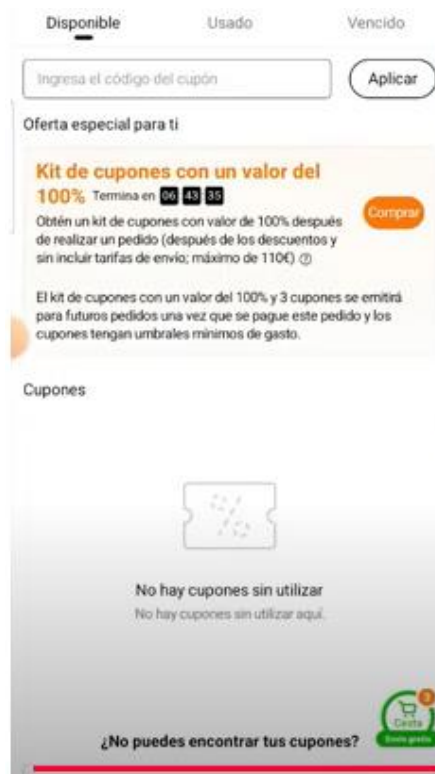 Disponible Usado Vencido
Ingresa el código del cupón Aplicar
Oferta especial para ti
Kit de cupones con un valor del
100% Termina en 06 43 35
Comprar
Obtén un kit de cupones con valor de 100% después
de realizar un pedido (después de los descuentos y
sin incluir tarifas de envío; máximo de 110€) ?
El kit de cupones con un valor del 100% y 3 cupones se emitirá
para futuros pedidos una vez que se pague este pedido y los
cupones tengan umbrales mínimos de gasto.
Cupones
%
No hay cupones sin utilizar
No hay cupones sin utilizar aquí.
3
Cesta
Envío gratis
¿No puedes encontrar tus cupones?